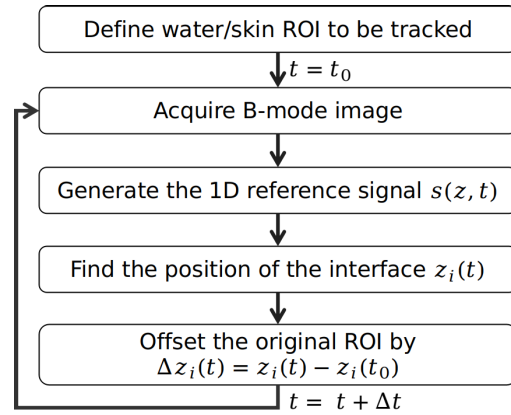 Define water/skin ROI to be tracked
t = t₀
Acquire B-mode image
Generate the 1D reference signal s(z, t)
Find the position of the interface zᵢ(t)
Offset the original ROI by
Δzᵢ(t) = zᵢ(t) − zᵢ(t₀)
t = t + Δt